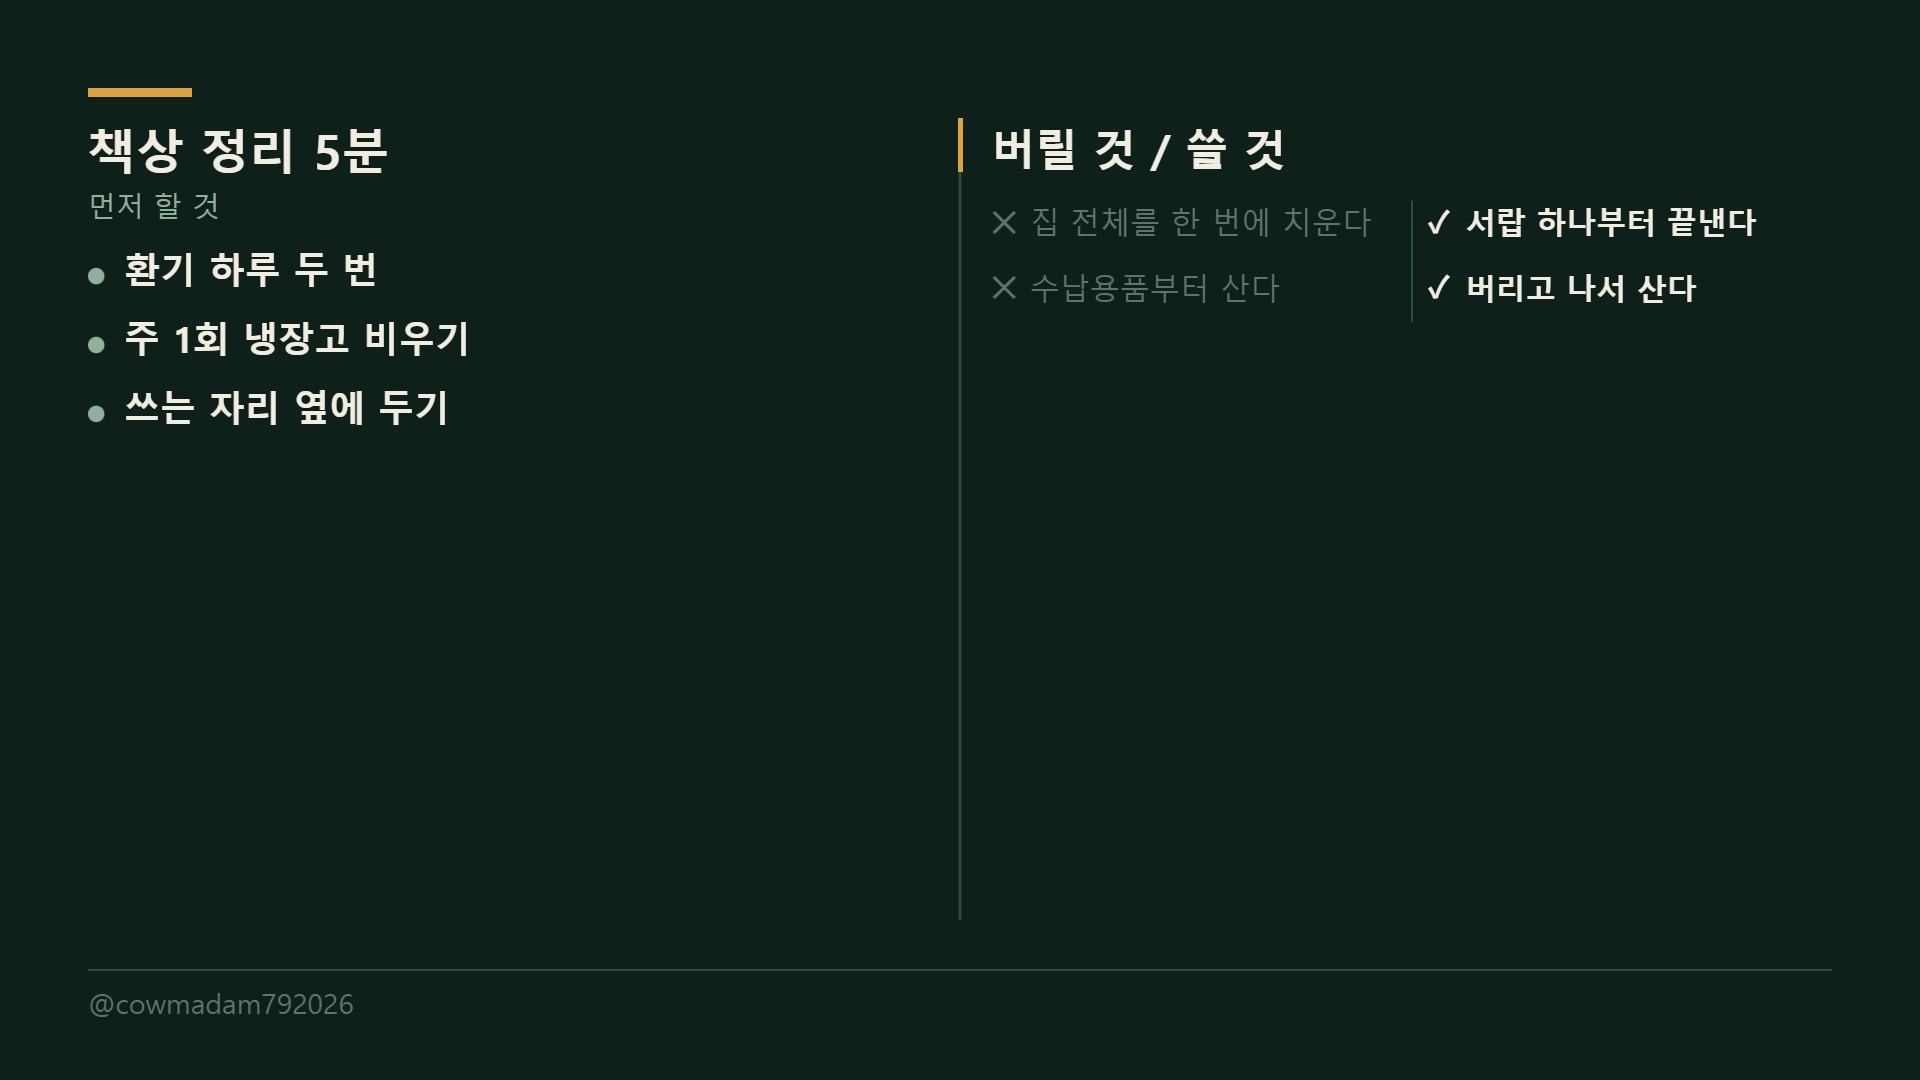 책상 정리 5분
먼저 할 것
환기 하루 두 번
주 1회 냉장고 비우기
쓰는 자리 옆에 두기
버릴 것 / 쓸 것
✕ 집 전체를 한 번에 치운다
✓ 서랍 하나부터 끝낸다
✕ 수납용품부터 산다
✓ 버리고 나서 산다
@cowmadam792026